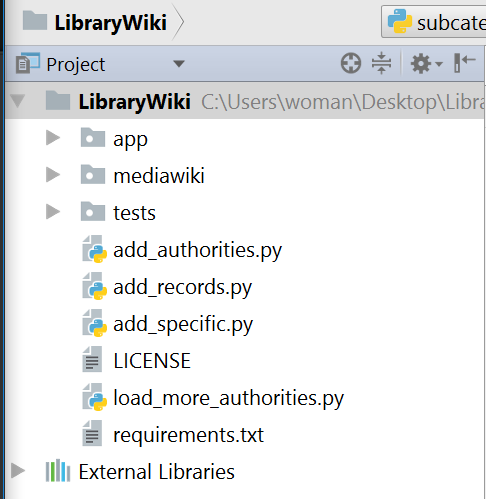 LibraryWiki subcate
Project
LibraryWiki C:\Users\woman\Desktop\Libra
app
mediawiki
tests
add_authorities.py
add_records.py
add_specific.py
LICENSE
load_more_authorities.py
requirements.txt
External Libraries